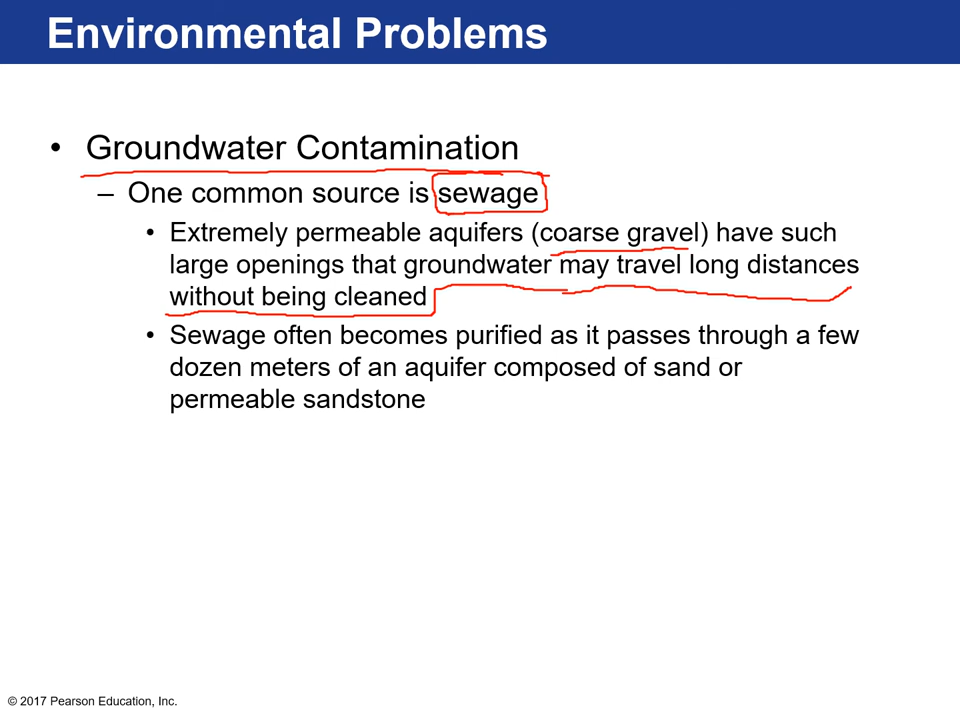 Environmental Problems
• Groundwater Contamination
– One common source is sewage
• Extremely permeable aquifers (coarse gravel) have such
large openings that groundwater may travel long distances
without being cleaned
• Sewage often becomes purified as it passes through a few
dozen meters of an aquifer composed of sand or
permeable sandstone
© 2017 Pearson Education, Inc.